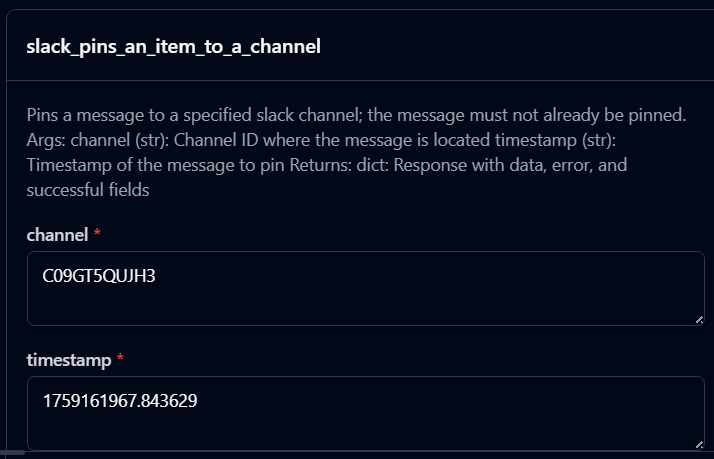 slack_pins_an_item_to_a_channel
Pins a message to a specified slack channel; the message must not already be pinned.
Args: channel (str): Channel ID where the message is located timestamp (str):
Timestamp of the message to pin Returns: dict: Response with data, error, and
successful fields
channel *
C09GT5QUJH3
timestamp *
1759161967.843629